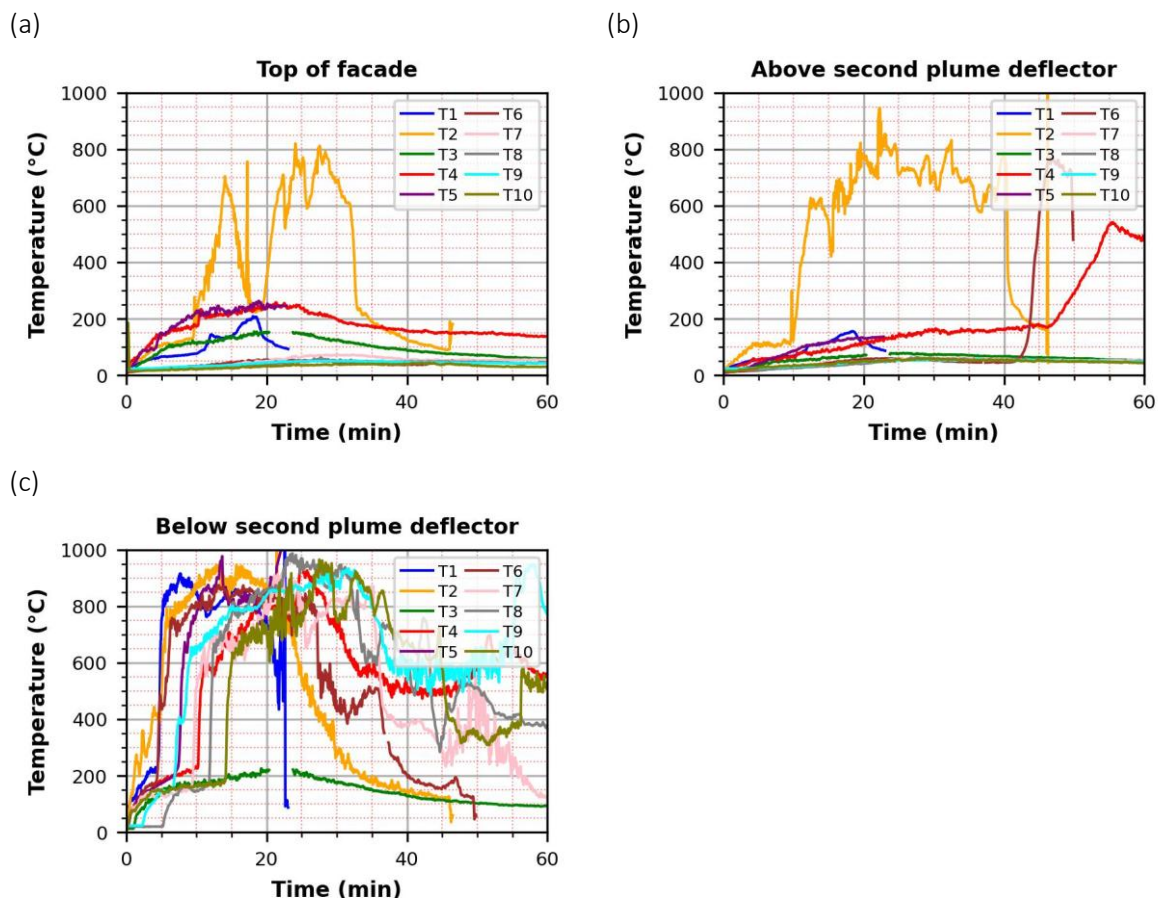 (a)
Top of facade
Temperature (°C)
1000
800
600
400
200
0
0 20 40 60
Time (min)
T1 T6
T2 T7
T3 T8
T4 T9
T5 T10
(b)
Above second plume deflector
Temperature (°C)
1000
800
600
400
200
0
0 20 40 60
Time (min)
T1 T6
T2 T7
T3 T8
T4 T9
T5 T10
(c)
Below second plume deflector
Temperature (°C)
1000
800
600
400
200
0
0 20 40 60
Time (min)
T1 T6
T2 T7
T3 T8
T4 T9
T5 T10